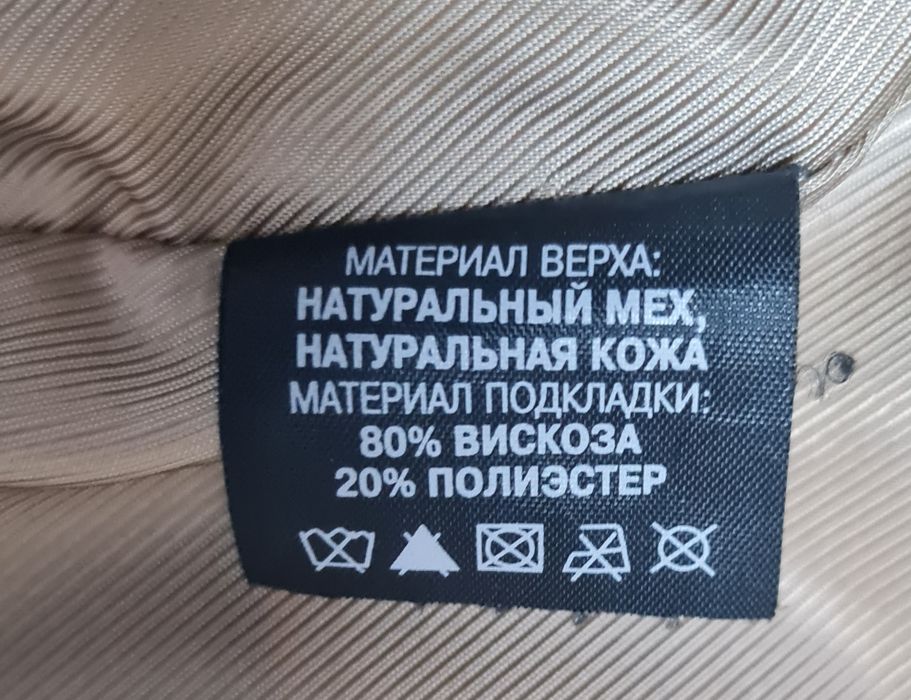 МАТЕРИАЛ ВЕРХА:
НАТУРАЛЬНЫЙ МЕХ,
НАТУРАЛЬНАЯ КОЖА
МАТЕРИАЛ ПОДКЛАДКИ:
80% ВИСКОЗА
20% ПОЛИЭСТЕР